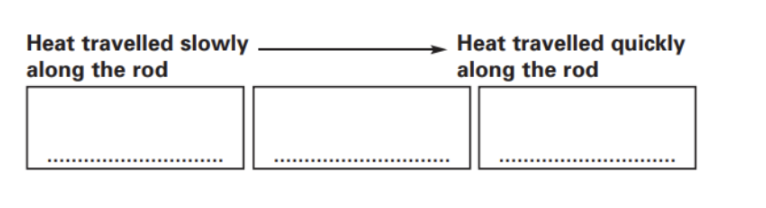 Heat travelled slowly
along the rod
Heat travelled quickly
along the rod